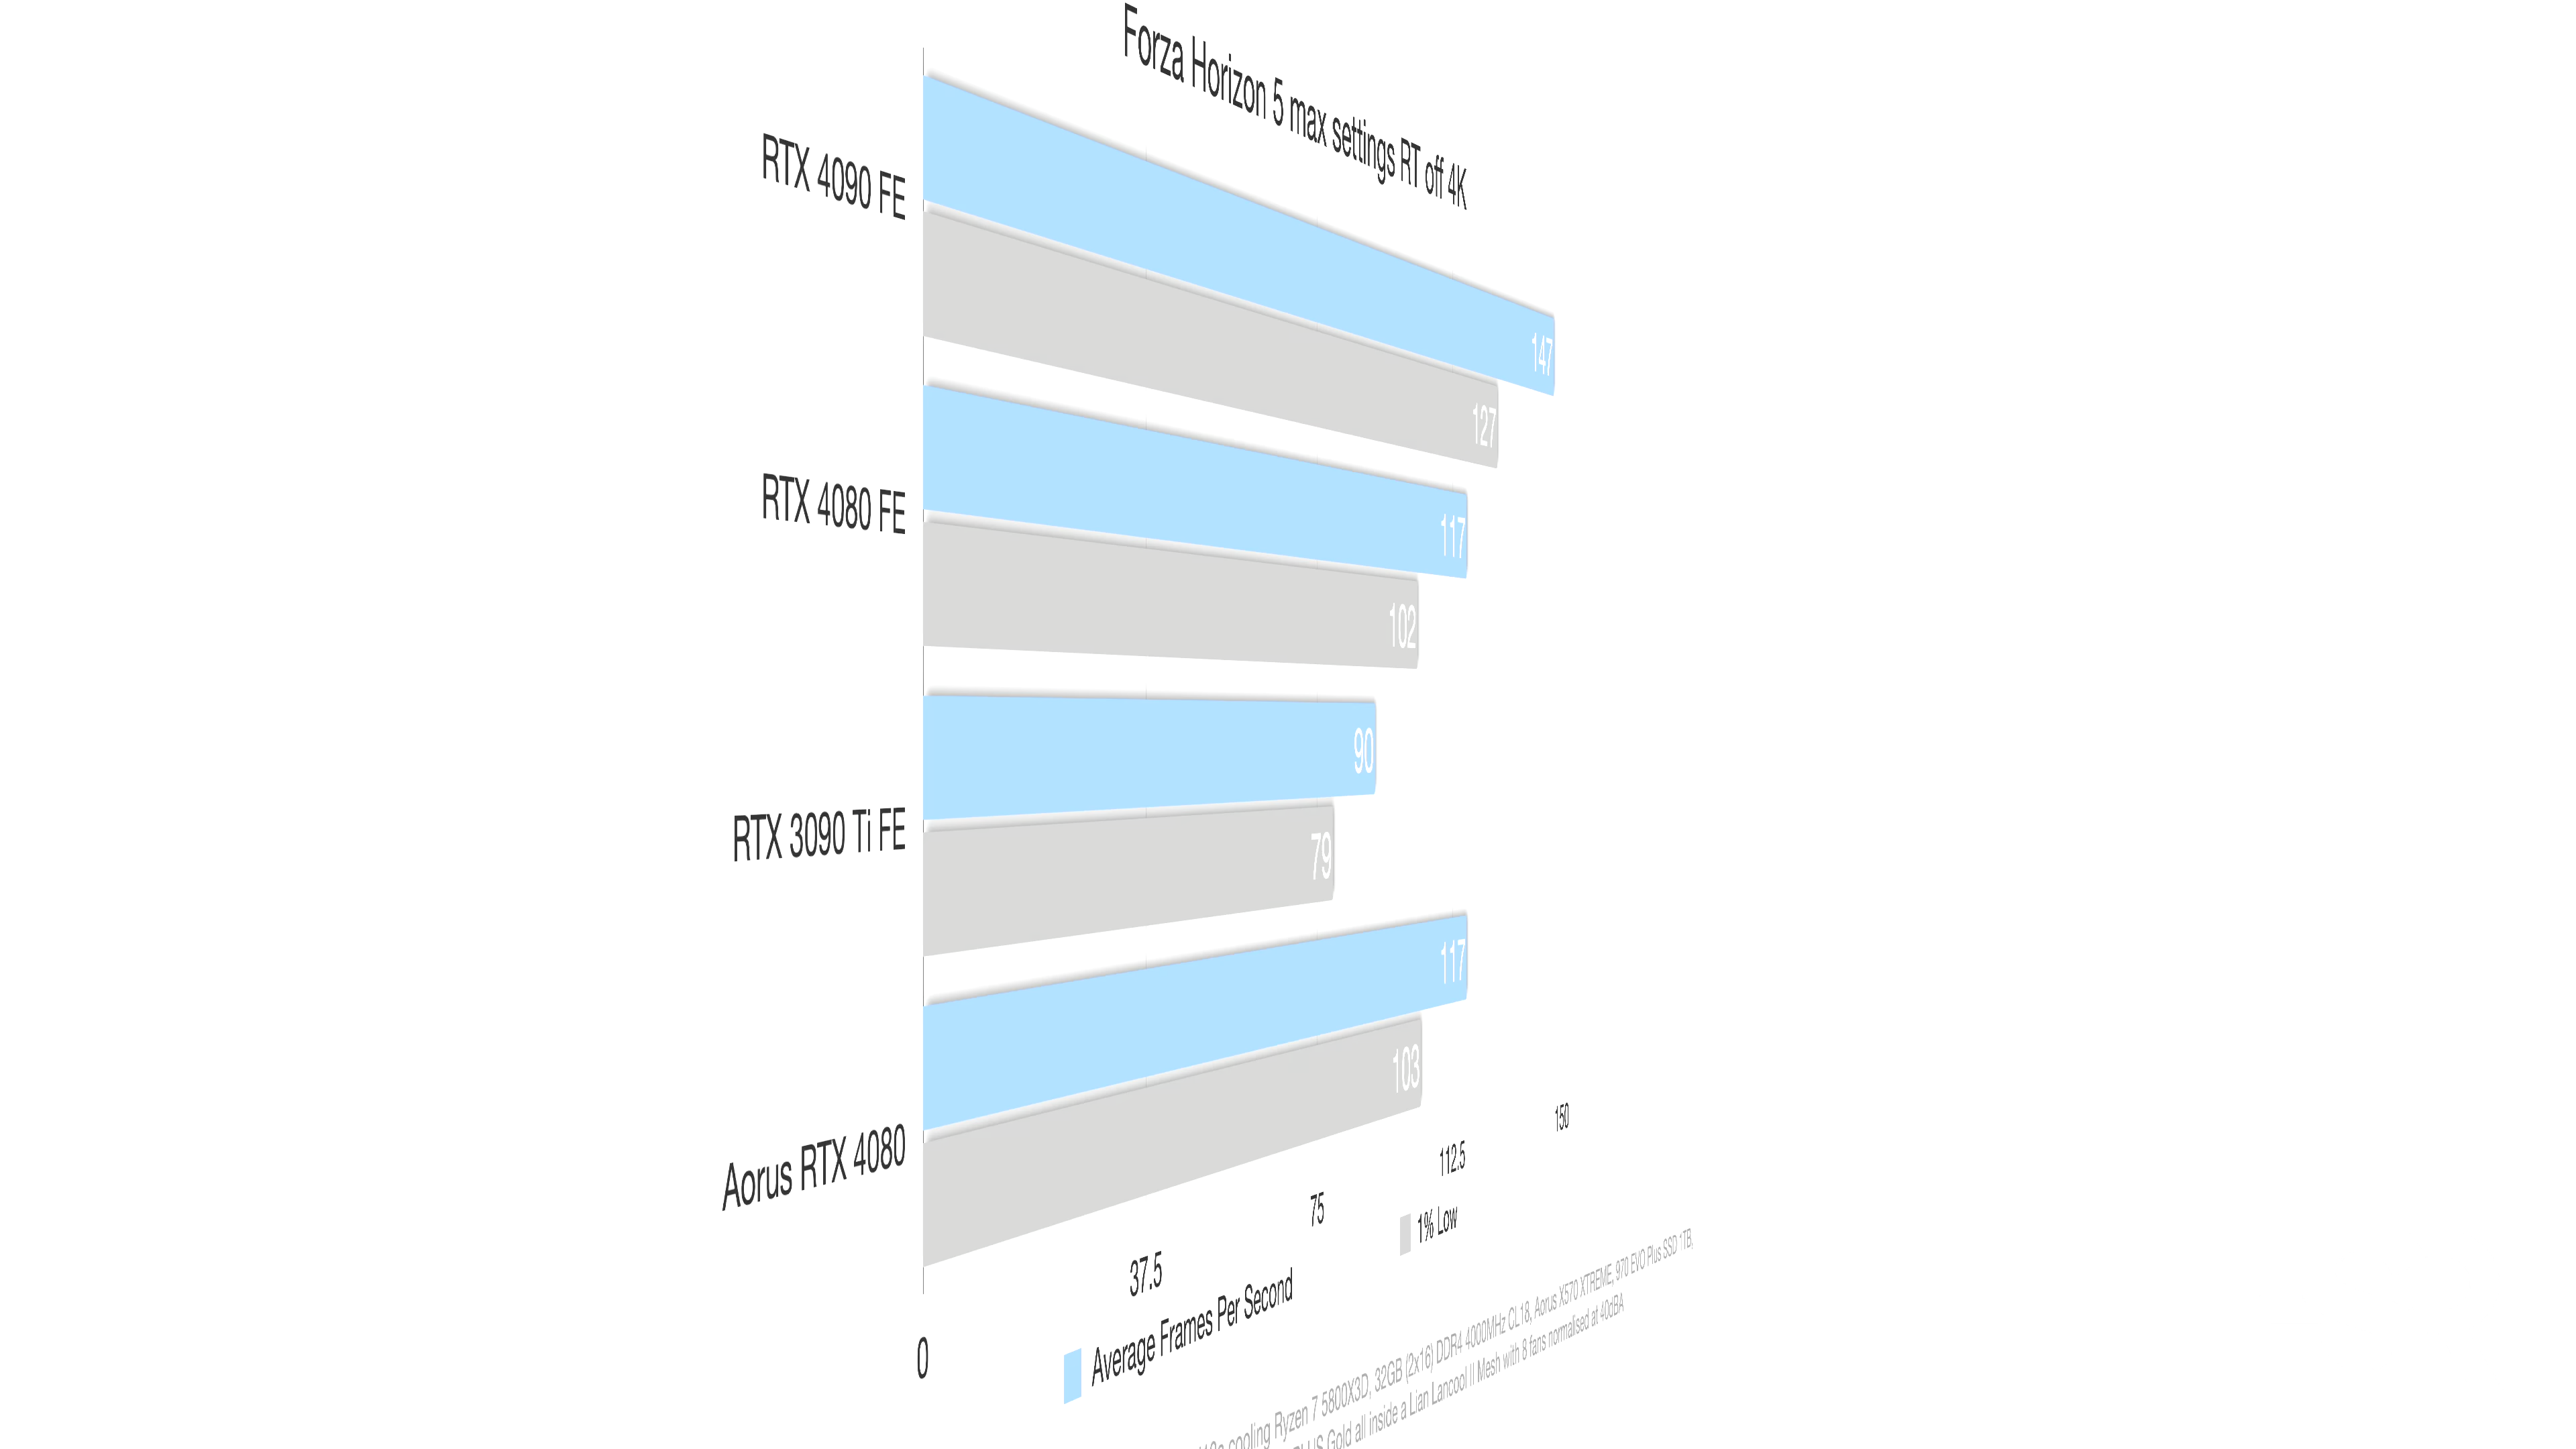 Forza Horizon 5 max settings RT off 4K
RTX 4090 FE
147
127
RTX 4080 FE
117
102
RTX 3090 Ti FE
90
79
Aorus RTX 4080
117
103
0
37.5
75
112.5
150
Average Frames Per Second
1% Low
cooling Ryzen 7 5800X3D, 32GB (2x16) DDR4 4000MHz CL18, Aorus X570 XTREME, 970 EVO Plus SSD 1TB,
Gold all inside a Lian Lancool II Mesh with 8 fans normalised at 40dBA